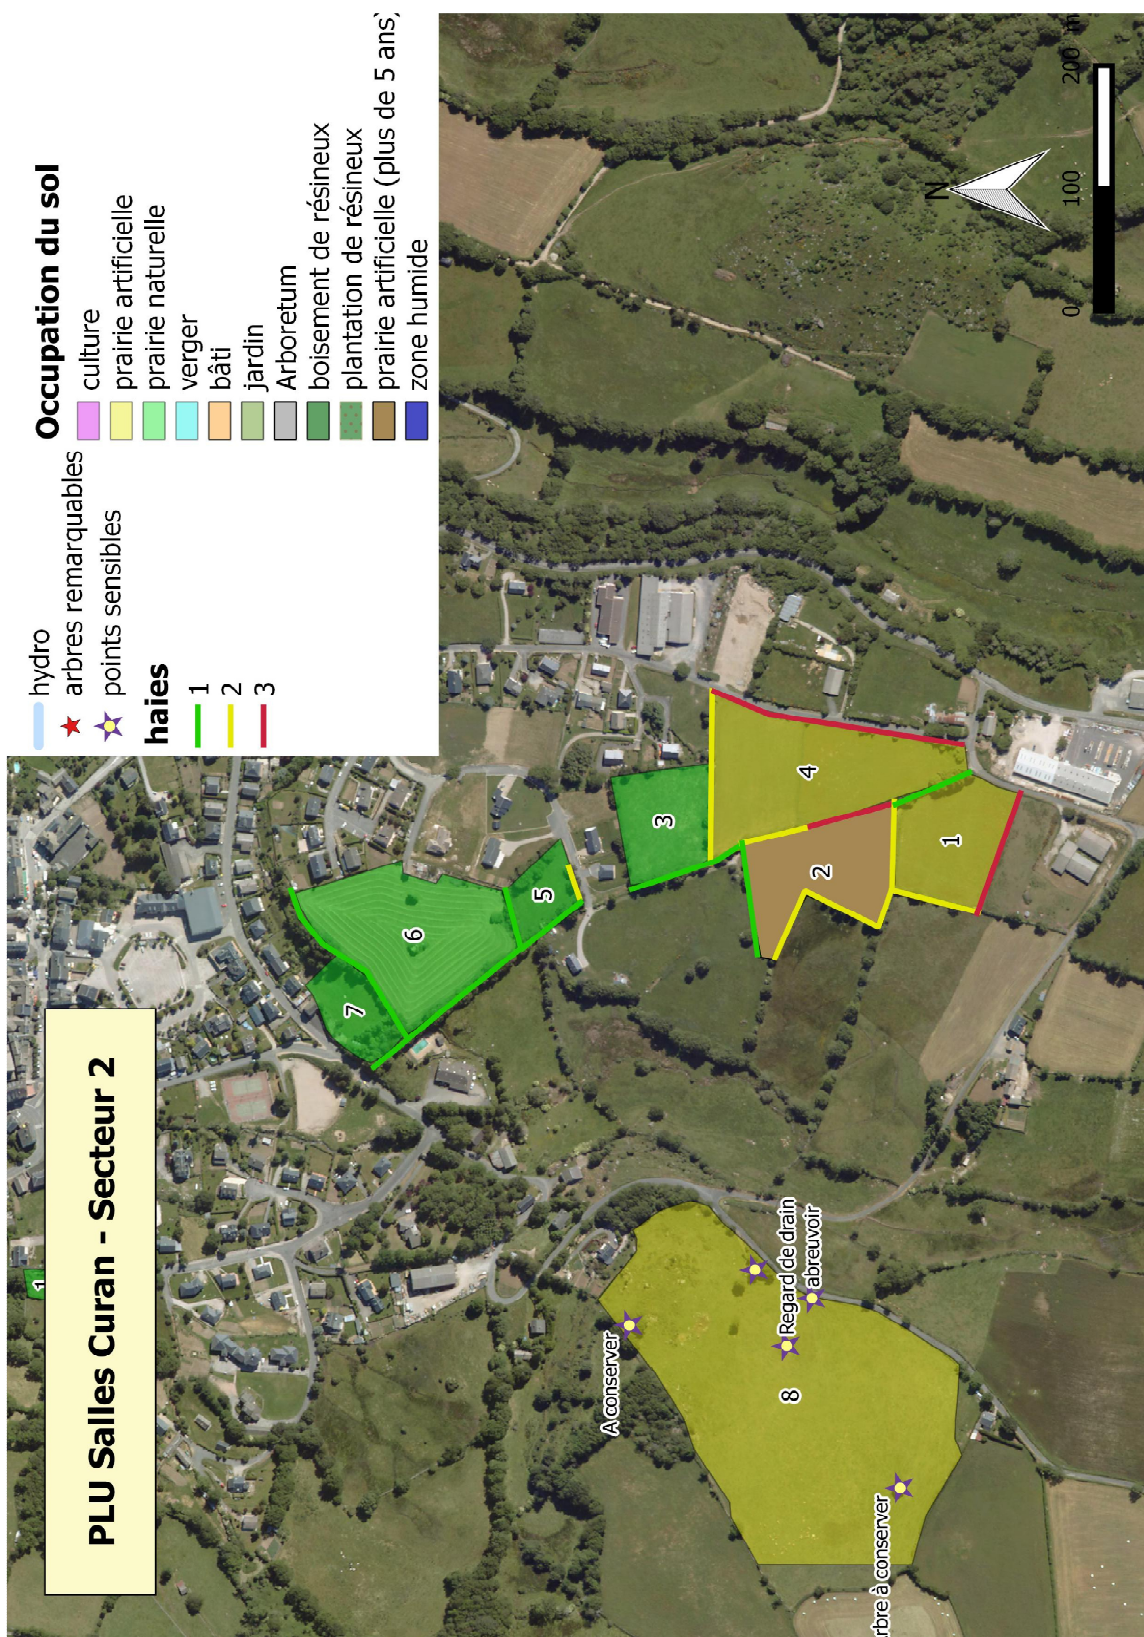 PLU Salles Curan - Secteur 2
hydro
arbres remarquables
points sensibles
haies
1
2
3
Occupation du sol
culture
prairie artificielle
prairie naturelle
verger
bâti
jardin
Arboretum
boisement de résineux
plantation de résineux
prairie artificielle (plus de 5 ans)
zone humide
1
7
6
5
3
4
2
1
8
A conserver
Regard de drain
abreuvoir
rbre à conserver
N
0
100
200 m